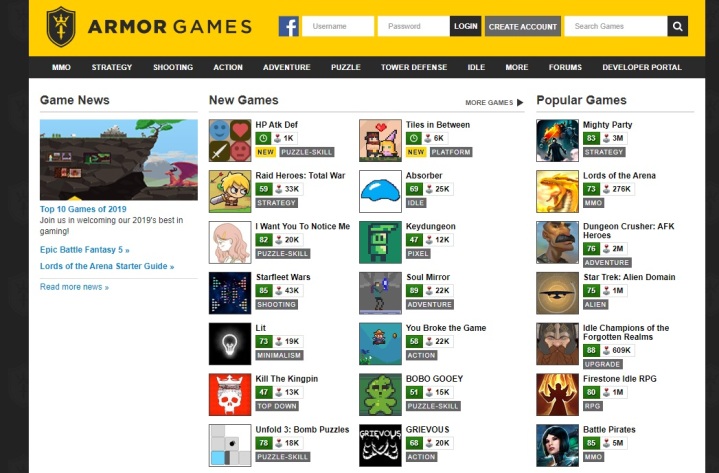 ARMOR GAMES
Username
Password
LOGIN
CREATE ACCOUNT
Search Games
MMO STRATEGY SHOOTING ACTION ADVENTURE PUZZLE TOWER DEFENSE IDLE MORE FORUMS DEVELOPER PORTAL
Game News
Top 10 Games of 2019
Join us in welcoming our 2019's best in
gaming!
Epic Battle Fantasy 5 »
Lords of the Arena Starter Guide »
Read more news »
New Games
MORE GAMES
HP Atk Def
1K
NEW PUZZLE-SKILL
Tiles in Between
6K
NEW PLATFORM
Raid Heroes: Total War
59 33K
STRATEGY
Absorber
69 25K
IDLE
I Want You To Notice Me
82 20K
PUZZLE-SKILL
Keydungeon
47 12K
PIXEL
Starfleet Wars
85 43K
SHOOTING
Soul Mirror
89 22K
ADVENTURE
Lit
73 19K
MINIMALISM
You Broke the Game
58 22K
ACTION
Kill The Kingpin
47 13K
TOP DOWN
BOBO GOOEY
51 15K
PUZZLE-SKILL
Unfold 3: Bomb Puzzles
78 18K
PUZZLE-SKILL
GRIEVOUS
GRIEVOUS
68 20K
ACTION
Popular Games
Mighty Party
83 3M
STRATEGY
Lords of the Arena
73 276K
MMO
Dungeon Crusher: AFK
Heroes
76 2M
ADVENTURE
Star Trek: Alien Domain
75 1M
ALIEN
Idle Champions of the
Forgotten Realms
88 609K
UPGRADE
Firestone Idle RPG
80 1M
RPG
Battle Pirates
85 5M
MMO